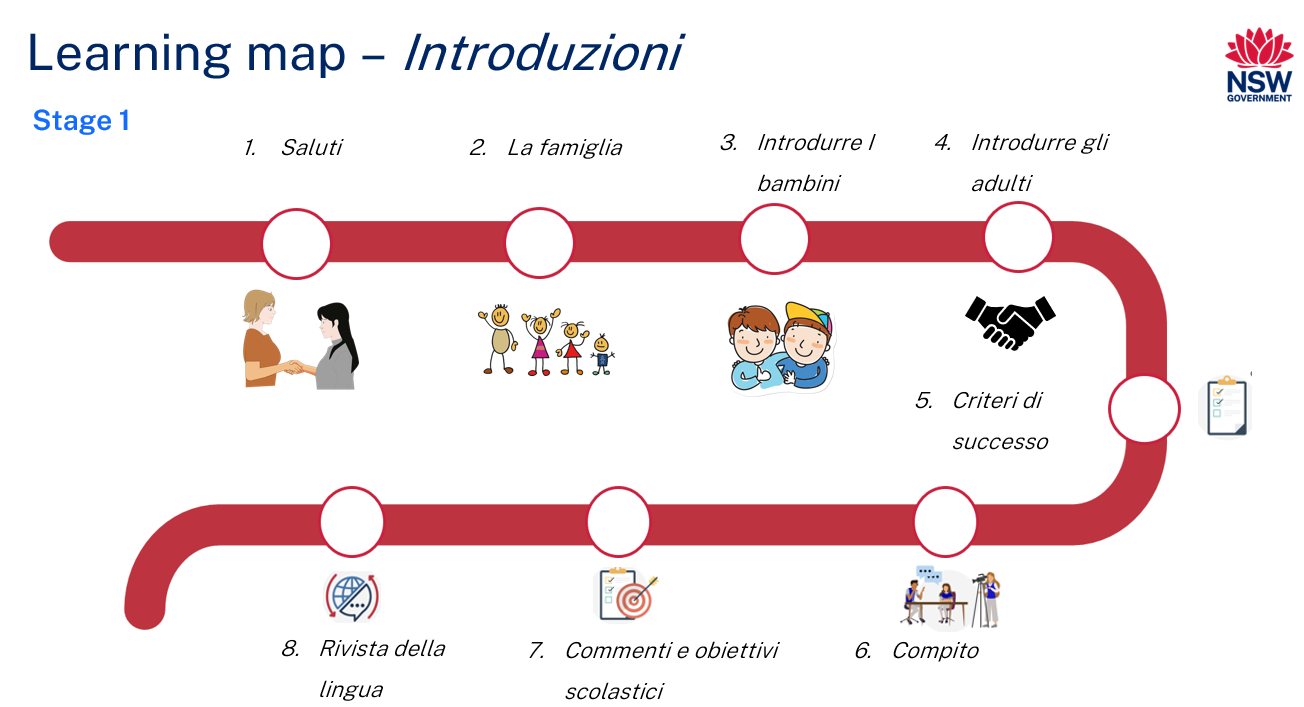 Learning map – Introduzioni
NSW
GOVERNMENT
Stage 1
1. Saluti
2. La famiglia
3. Introdurre I
bambini
4. Introdurre gli
adulti
5. Criteri di
successo
8. Rivista della
lingua
7. Commenti e obiettivi
scolastici
6. Compito